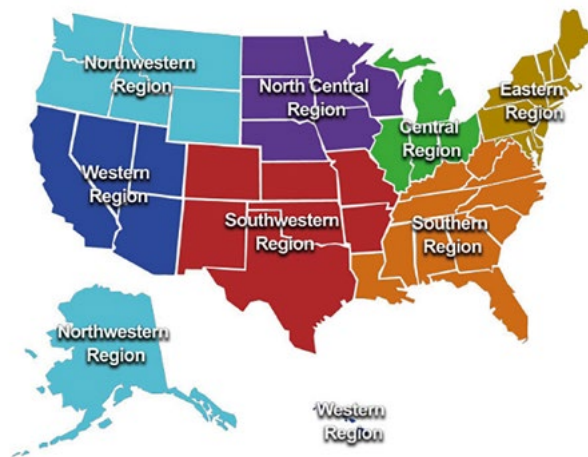 Northwestern
Region
North Central
Region
Eastern
Region
Central
Region
Western
Region
Southwestern
Region
Southern
Region
Northwestern
Region
Western
Region